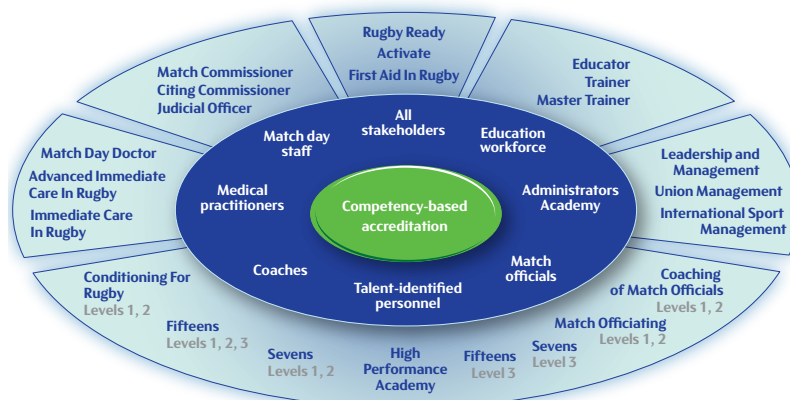 Rugby Ready
Activate
First Aid In Rugby
Match Commissioner
Citing Commissioner
Judicial Officer
Educator
Trainer
Master Trainer
Match Day Doctor
Advanced Immediate
Care In Rugby
Immediate Care
In Rugby
Leadership and
Management
Union Management
International Sport
Management
All
stakeholders
Match day
staff
Education
workforce
Medical
practitioners
Administrators
Academy
Competency-based
accreditation
Coaches
Match
officials
Talent-identified
personnel
Conditioning For
Rugby
Levels 1, 2
Fifteens
Levels 1, 2, 3
Sevens
Levels 1, 2
High
Performance
Academy
Fifteens
Level 3
Sevens
Level 3
Match Officiating
Levels 1, 2
Coaching
of Match Officials
Levels 1, 2